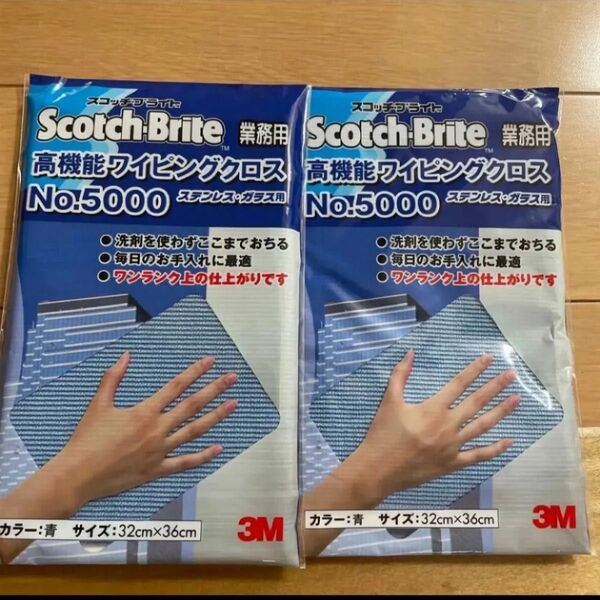 スコッチブライト
Scotch-Brite™ 業務用
高機能ワイピングクロス
No.5000 ステンレス・ガラス用
●洗剤を使わずここまでおちる
●毎日のお手入れに最適
●ワンランク上の仕上がりです
カラー:青 サイズ:32cm×36cm
3M
スコッチブライト
Scotch-Brite™ 業務用
高機能ワイピングクロス
No.5000 ステンレス・ガラス用
●洗剤を使わずここまでおちる
●毎日のお手入れに最適
●ワンランク上の仕上がりです
カラー:青 サイズ:32cm×36cm
3M